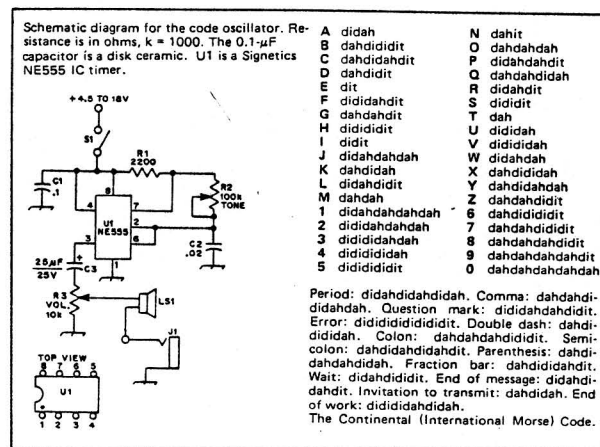 Schematic diagram for the code oscillator. Re-
sistance is in ohms, k = 1000. The 0.1-μF
capacitor is a disk ceramic. U1 is a Signetics
NE555 IC timer.
+4.5 TO 18V
S1
R1
2200
C1
.1
R2
100k
TONE
8
4
7
U1
NE555
2
6
3
1
C2
.02
25μF
25V
+
C3
R3
VOL.
10k
LS1
J1
TOP VIEW
8 7 6 5
U1
1 2 3 4
A didah
B dahdididit
C dahdidahdit
D dahdidit
E dit
F dididahdit
G dahdahdit
H didididit
I didit
J didahdahdah
K dahdidah
L didahdidit
M dahdah
1 didahdahdahdah
2 dididahdahdah
3 didididahdah
4 dididididah
5 dididididit
N dahit
O dahdahdah
P didahdahdit
Q dahdahdidah
R didahdit
S dididit
T dah
U dididah
V didididah
W didahdah
X dahdididah
Y dahdidahdah
Z dahdahdidit
6 dahdidididit
7 dahdahdididit
8 dahdahdahdidit
9 dahdahdahdahdit
0 dahdahdahdahdah
Period: didahdidahdidah. Comma: dahdahdi-
didahdah. Question mark: dididahdahdidit.
Error: didididididididit. Double dash: dahdi-
dididah. Colon: dahdahdahdididit. Semi-
colon: dahdidahdidahdit. Parenthesis: dahdi-
dahdahdidah. Fraction bar: dahdididahdit.
Wait: didahdididit. End of message: didahdi-
dahdit. Invitation to transmit: dahdidah. End
of work: didididahdidah.
The Continental (International Morse) Code.